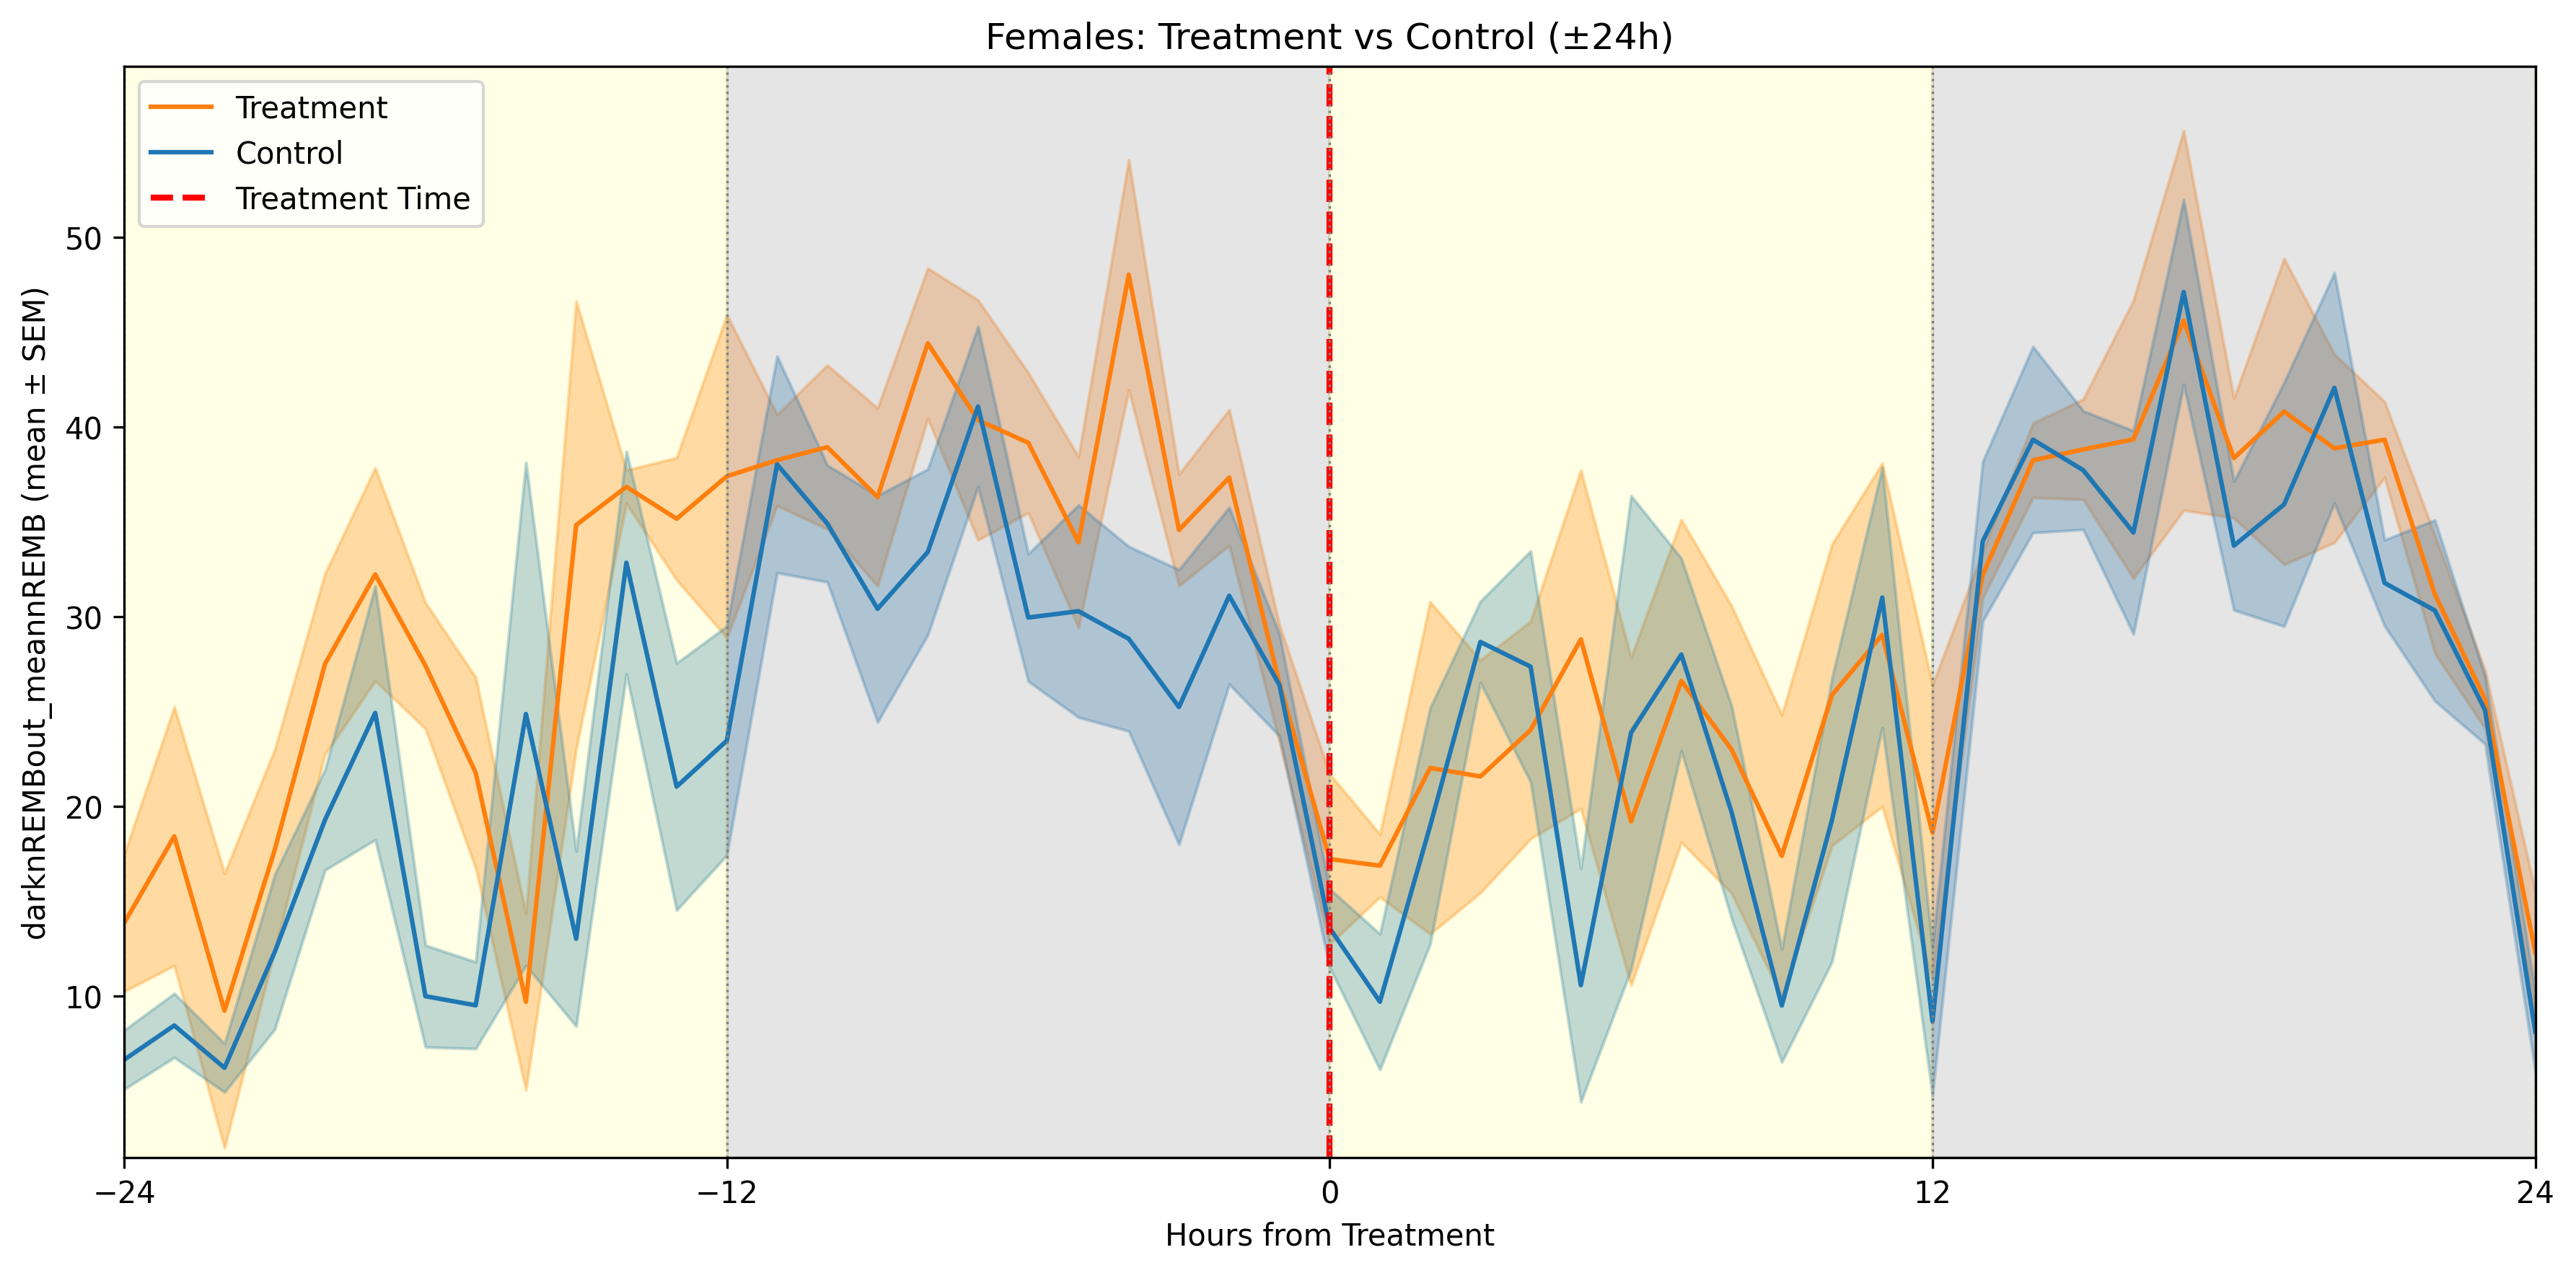 Females: Treatment vs Control (±24h)
Treatment
Control
Treatment Time
darknREMBout_meannREMB (mean ± SEM)
50
40
30
20
10
−24
−12
0
12
24
Hours from Treatment